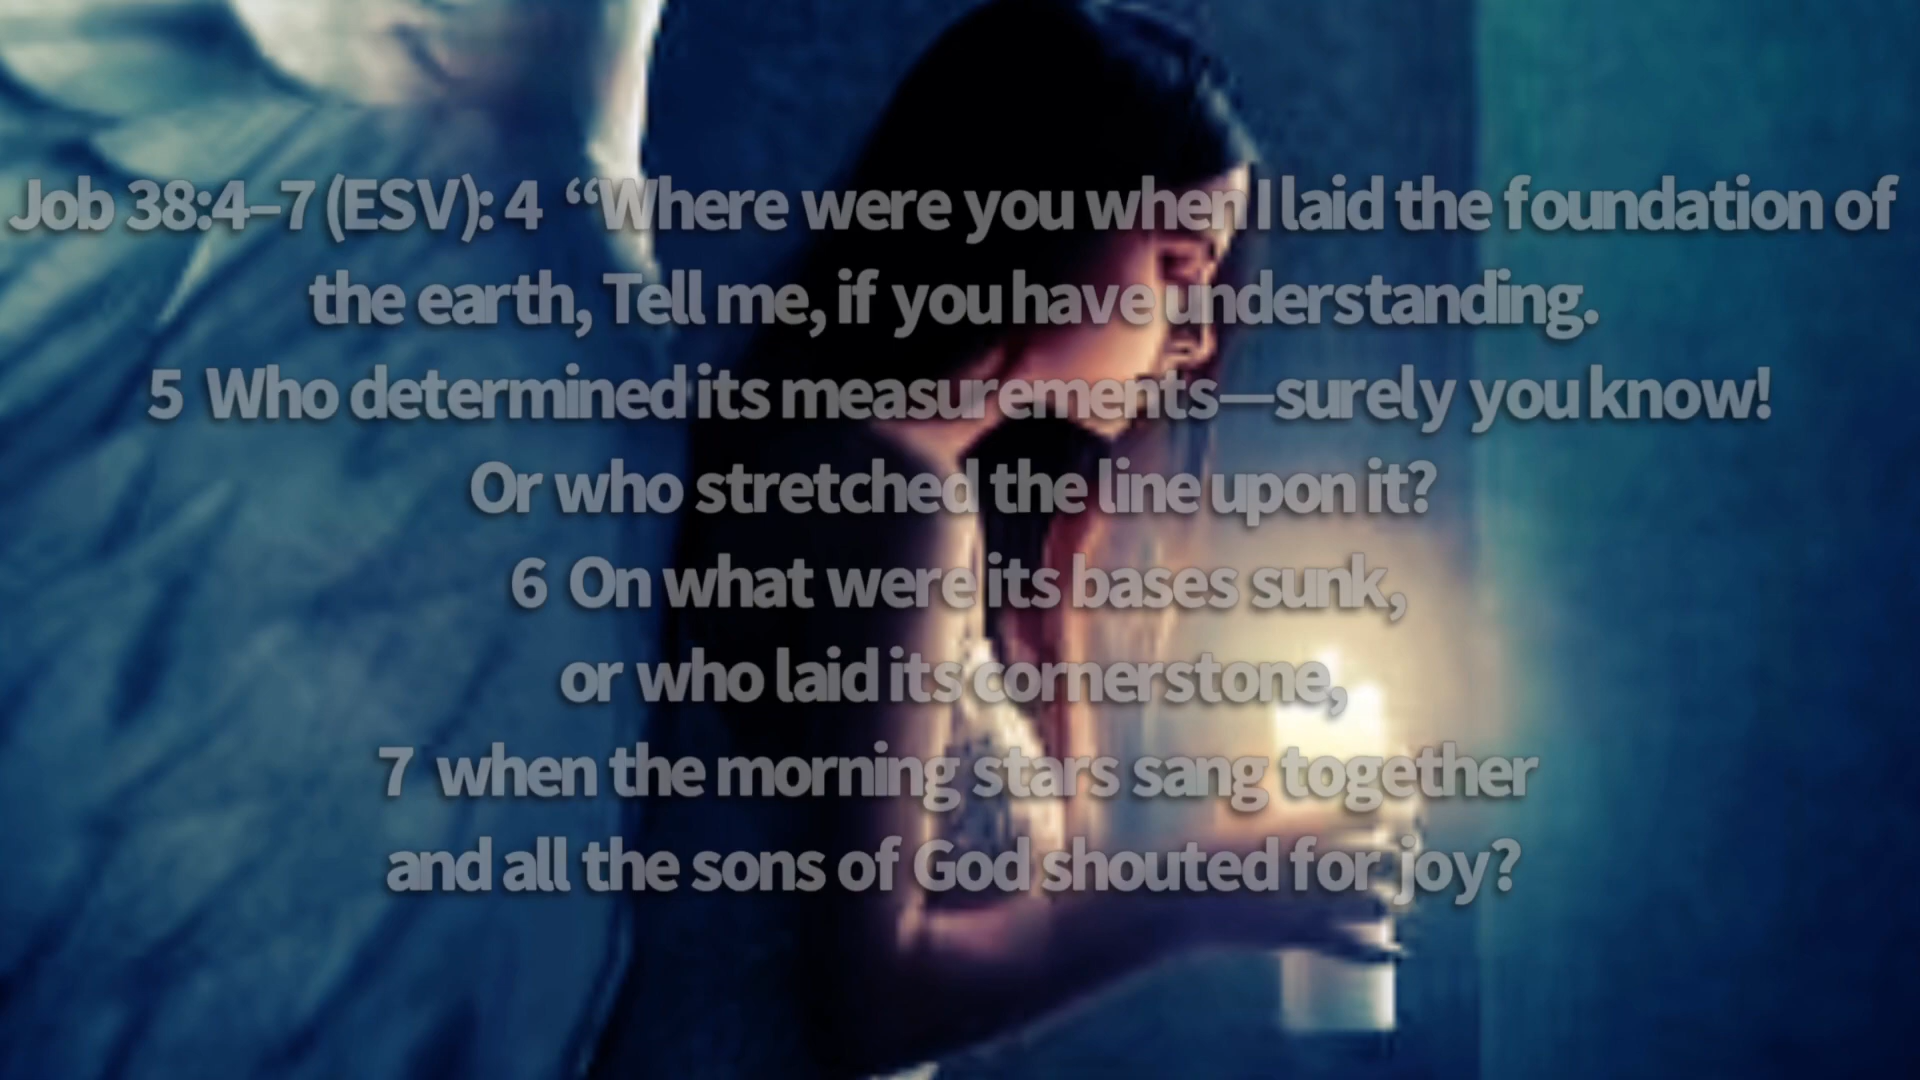 Job 38:4–7 (ESV): 4 “Where were you when I laid the foundation of
the earth, Tell me, if you have understanding.
5 Who determined its measurements—surely you know!
Or who stretched the line upon it?
6 On what were its bases sunk,
or who laid its cornerstone,
7 when the morning stars sang together
and all the sons of God shouted for joy?